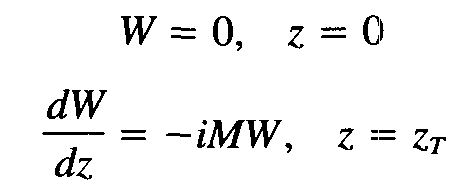 W = 0, z = 0
dW/dz = -iMW, z = z_T